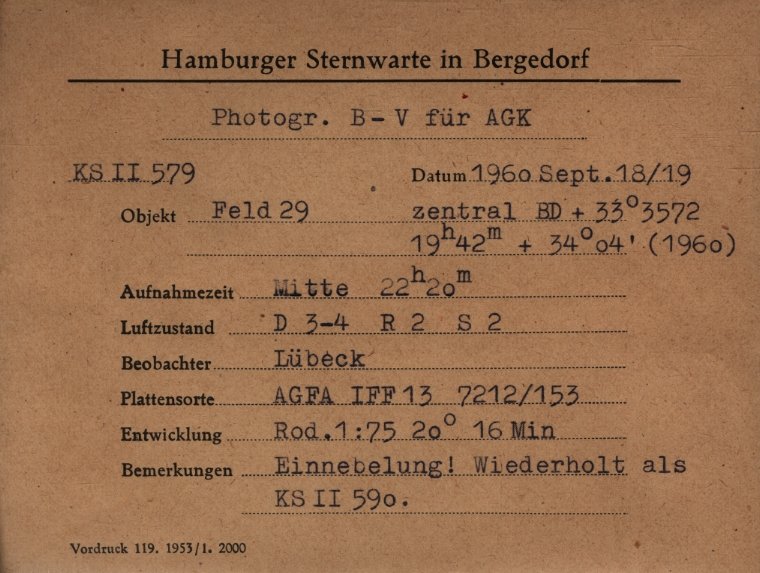 Hamburger Sternwarte in Bergedorf
Photogr. B-V für AGK
KS II 579 Datum 1960 Sept.18/19
Objekt Feld 29 zentral BD + 33°3572
19ʰ42ᵐ + 34°04' (1960)
Aufnahmezeit Mitte 22ʰ20ᵐ
Luftzustand D 3-4 R 2 S 2
Beobachter Lübeck
Plattensorte AGFA IFF 13 7212/153
Entwicklung Rod.1:75 20° 16 Min
Bemerkungen Einnebelung! Wiederholt als
KS II 590.
Vordruck 119. 1953/1. 2000